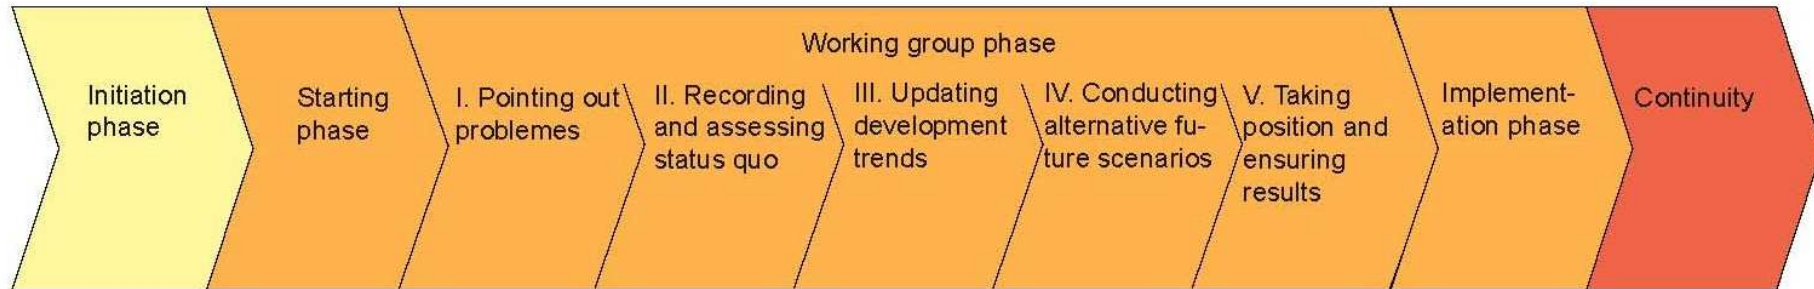 Initiation
phase
Starting
phase
Working group phase
I. Pointing out
problemes
II. Recording
and assessing
status quo
III. Updating
development
trends
IV. Conducting
alternative fu-
ture scenarios
V. Taking
position and
ensuring
results
Implement-
ation phase
Continuity